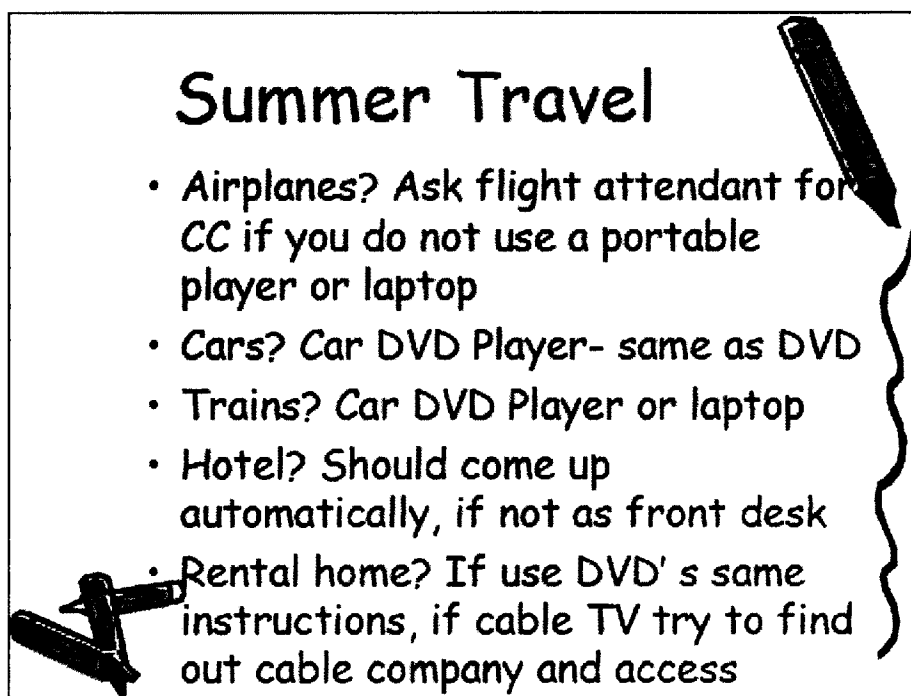 Summer Travel
• Airplanes? Ask flight attendant for
CC if you do not use a portable
player or laptop
• Cars? Car DVD Player- same as DVD
• Trains? Car DVD Player or laptop
• Hotel? Should come up
automatically, if not as front desk
• Rental home? If use DVD' s same
instructions, if cable TV try to find
out cable company and access